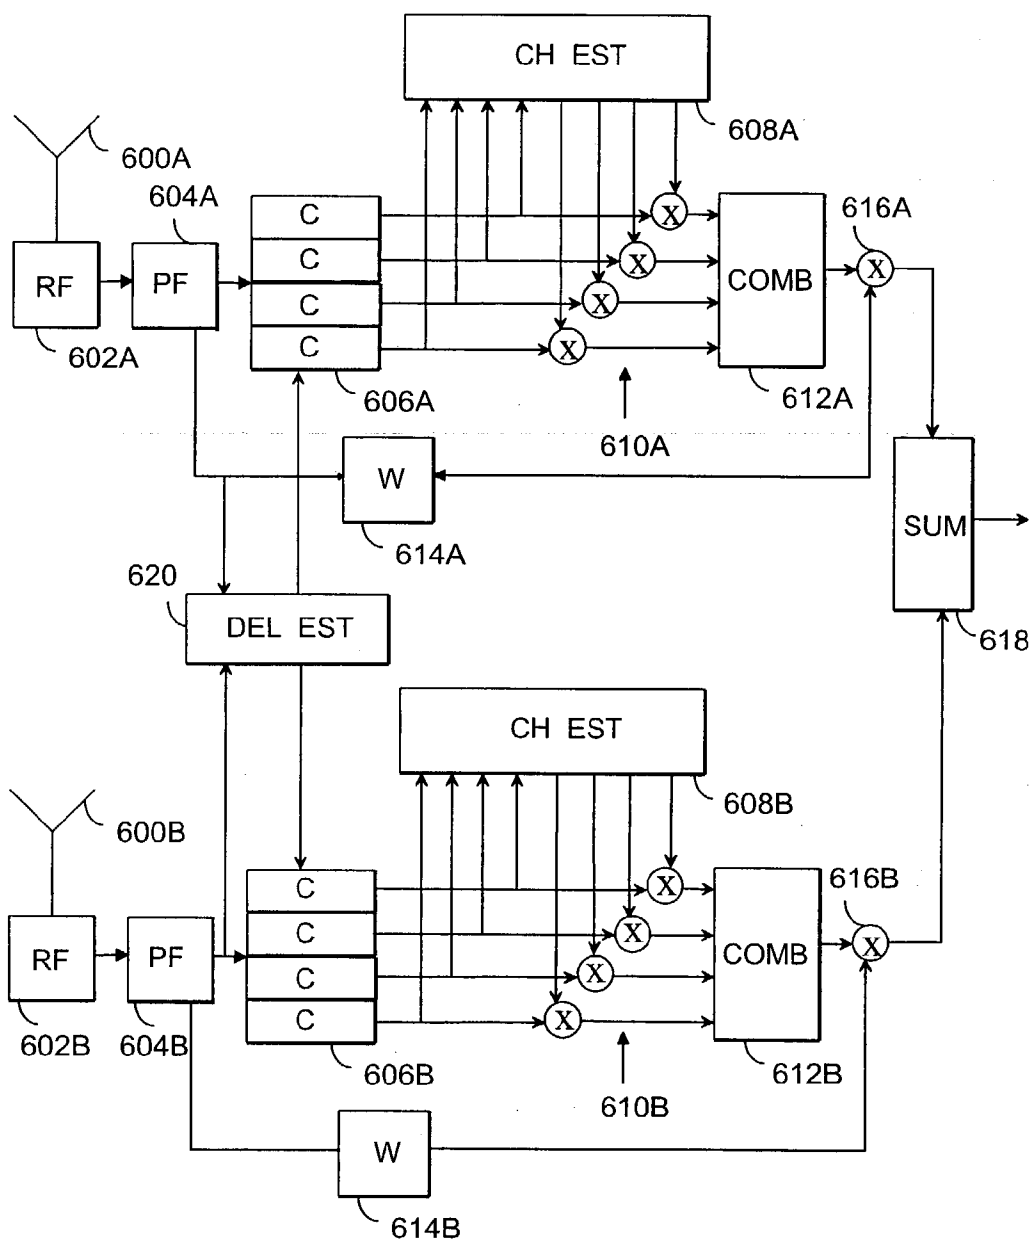 CH EST
608A
600A
604A
616A
C
X
C
X
COMB
X
RF
PF
C
X
C
X
602A
606A
612A
610A
W
SUM
614A
620
DEL EST
618
CH EST
608B
600B
C
X
616B
C
X
COMB
X
RF
PF
C
X
C
X
602B
604B
606B
612B
610B
W
614B